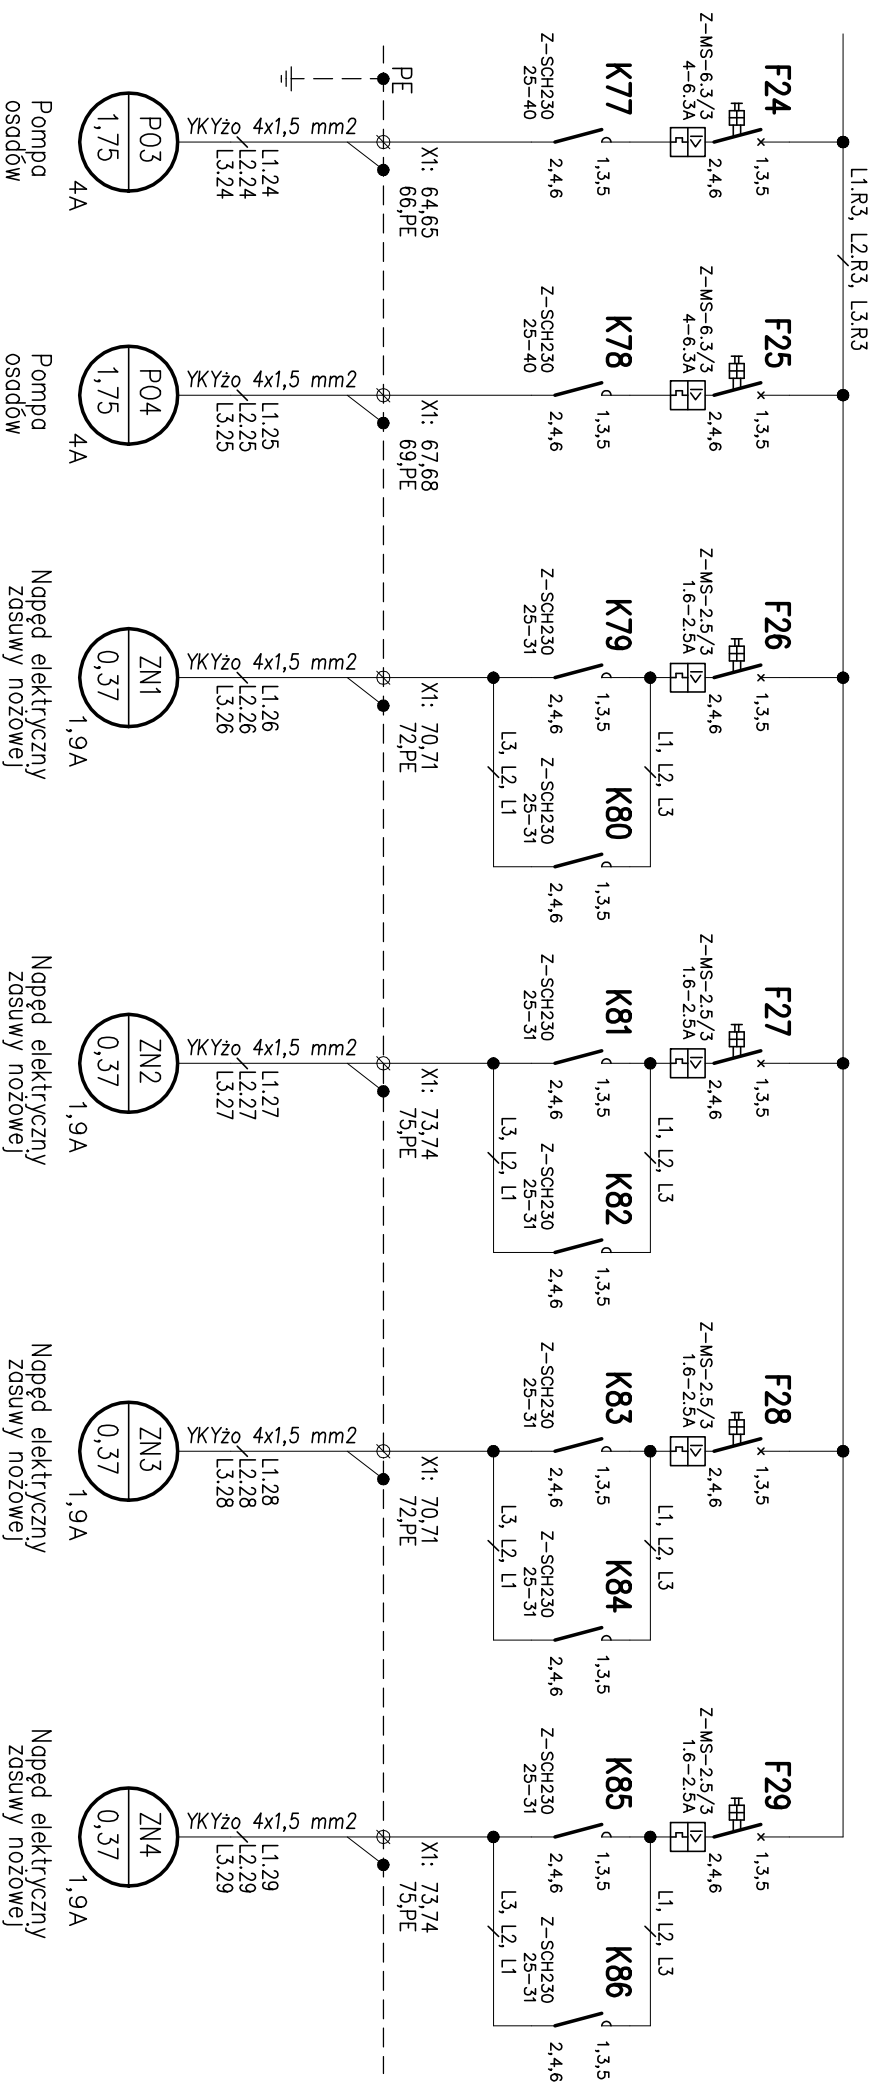 L1.R3, L2.R3, L3.R3
F24
Z-MS-6.3/3
4-6.3A
1,3,5
2,4,6
K77
Z-SCH230
25-40
1,3,5
2,4,6
PE
X1: 64,65
66,PE
YKYżo 4x1,5 mm2
L1.24
L2.24
L3.24
PO3
1,75
4A
Pompa
osadów
F25
Z-MS-6.3/3
4-6.3A
1,3,5
2,4,6
K78
Z-SCH230
25-40
1,3,5
2,4,6
X1: 67,68
69,PE
YKYżo 4x1,5 mm2
L1.25
L2.25
L3.25
PO4
1,75
4A
Pompa
osadów
F26
Z-MS-2.5/3
1.6-2.5A
1,3,5
2,4,6
L1, L2, L3
K79
Z-SCH230
25-31
1,3,5
2,4,6
K80
Z-SCH230
25-31
1,3,5
2,4,6
L3, L2, L1
X1: 70,71
72,PE
YKYżo 4x1,5 mm2
L1.26
L2.26
L3.26
ZN1
0,37
1,9A
Napęd elektryczny
zasuwy nożowej
F27
Z-MS-2.5/3
1.6-2.5A
1,3,5
2,4,6
L1, L2, L3
K81
Z-SCH230
25-31
1,3,5
2,4,6
K82
Z-SCH230
25-31
1,3,5
2,4,6
L3, L2, L1
X1: 73,74
75,PE
YKYżo 4x1,5 mm2
L1.27
L2.27
L3.27
ZN2
0,37
1,9A
Napęd elektryczny
zasuwy nożowej
F28
Z-MS-2.5/3
1.6-2.5A
1,3,5
2,4,6
L1, L2, L3
K83
Z-SCH230
25-31
1,3,5
2,4,6
K84
Z-SCH230
25-31
1,3,5
2,4,6
L3, L2, L1
X1: 70,71
72,PE
YKYżo 4x1,5 mm2
L1.28
L2.28
L3.28
ZN3
0,37
1,9A
Napęd elektryczny
zasuwy nożowej
F29
Z-MS-2.5/3
1.6-2.5A
1,3,5
2,4,6
L1, L2, L3
K85
Z-SCH230
25-31
1,3,5
2,4,6
K86
Z-SCH230
25-31
1,3,5
2,4,6
L3, L2, L1
X1: 73,74
75,PE
YKYżo 4x1,5 mm2
L1.29
L2.29
L3.29
ZN4
0,37
1,9A
Napęd elektryczny
zasuwy nożowej